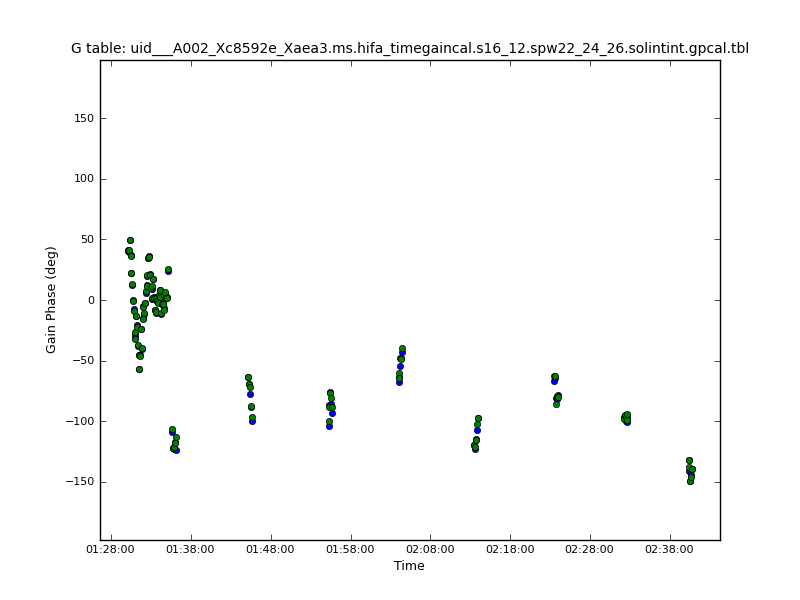 G table: uid___A002_Xc8592e_Xaea3.ms.hifa_timegaincal.s16_12.spw22_24_26.solintint.gpcal.tbl
150
100
50
0
−50
−100
−150
Gain Phase (deg)
01:28:00 01:38:00 01:48:00 01:58:00 02:08:00 02:18:00 02:28:00 02:38:00
Time